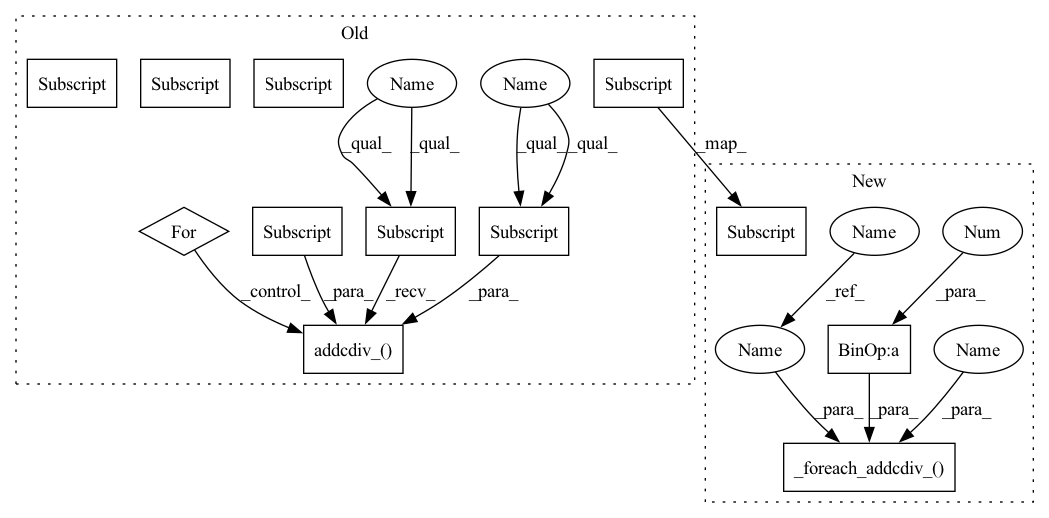 Old
Subscript Subscript Subscript Name Name Subscript
_qual_ _qual_ _qual_ _qual_ _map_
New
For Subscript Subscript Subscript Subscript Name Num
_control_ _para_ _recv_ _para_ _ref_ _para_
addcdiv_() Name BinOp:a Name
_para_ _para_ _para_
_foreach_addcdiv_()